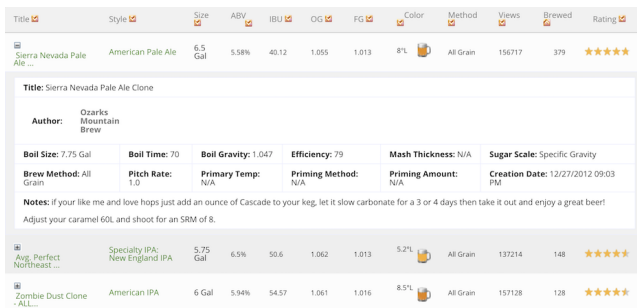 Title Style Size ABV IBU OG FG Color Method Views Brewed Rating
Sierra Nevada Pale Ale ... American Pale Ale 6.5 Gal 5.58% 40.12 1.055 1.013 8°L All Grain 156717 379
Title: Sierra Nevada Pale Ale Clone
Author: Ozarks Mountain Brew
Boil Size: 7.75 Gal Boil Time: 70 Boil Gravity: 1.047 Efficiency: 79 Mash Thickness: N/A Sugar Scale: Specific Gravity
Brew Method: All Grain Pitch Rate: 1.0 Primary Temp: N/A Priming Method: N/A Priming Amount: N/A Creation Date: 12/27/2012 09:03 PM
Notes: if your like me and love hops just add an ounce of Cascade to your keg, let it slow carbonate for a 3 or 4 days then take it out and enjoy a great beer!
Adjust your caramel 60L and shoot for an SRM of 8.
Avg. Perfect Northeast ... Specialty IPA: New England IPA 5.75 Gal 6.5% 50.6 1.062 1.013 5.2°L All Grain 137214 148
Zombie Dust Clone - ALL... American IPA 6 Gal 5.94% 54.57 1.061 1.016 8.5°L All Grain 157128 128